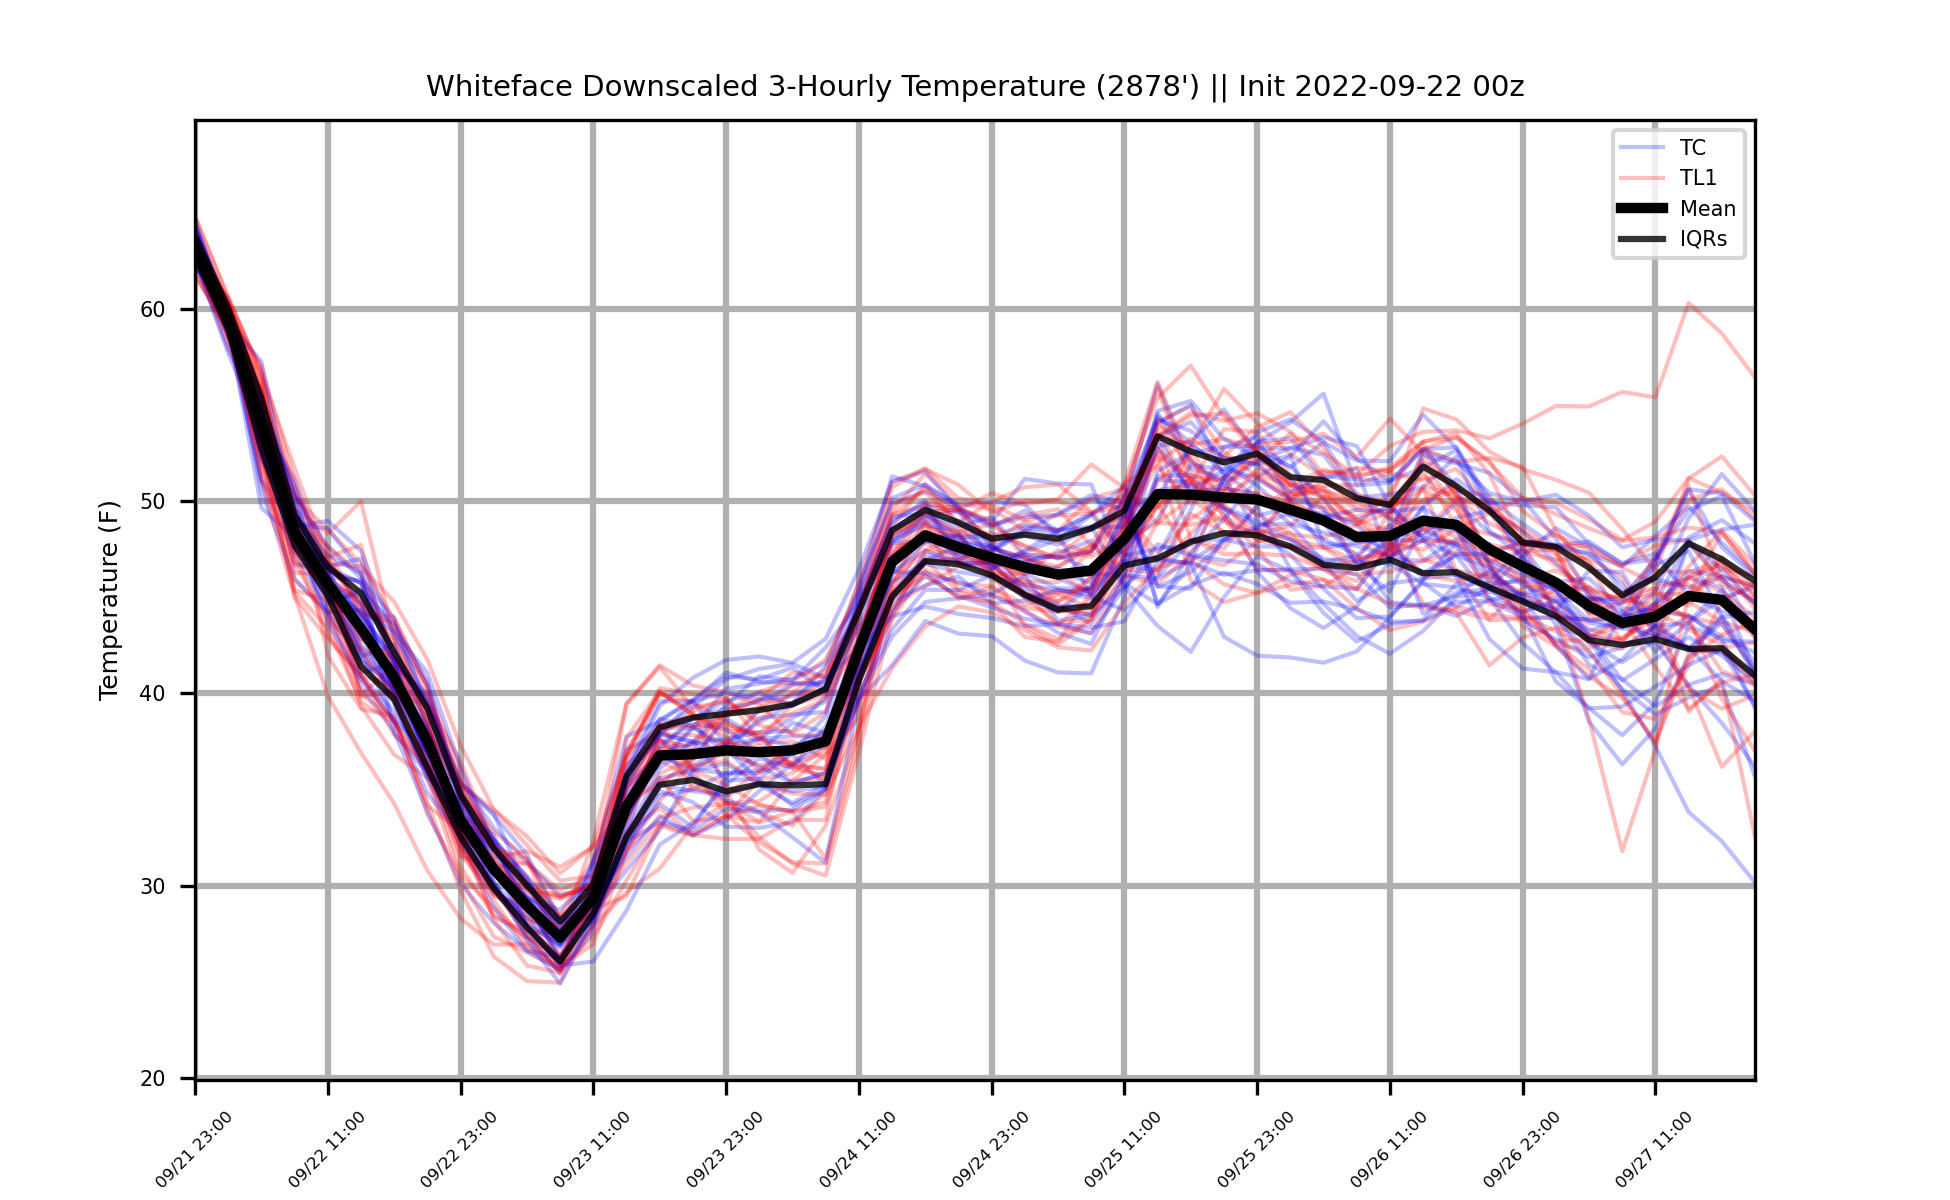 Whiteface Downscaled 3-Hourly Temperature (2878') || Init 2022-09-22 00z
TC
TL1
Mean
IQRs
Temperature (F)
60
50
40
30
20
09/21 23:00
09/22 11:00
09/22 23:00
09/23 11:00
09/23 23:00
09/24 11:00
09/24 23:00
09/25 11:00
09/25 23:00
09/26 11:00
09/26 23:00
09/27 11:00